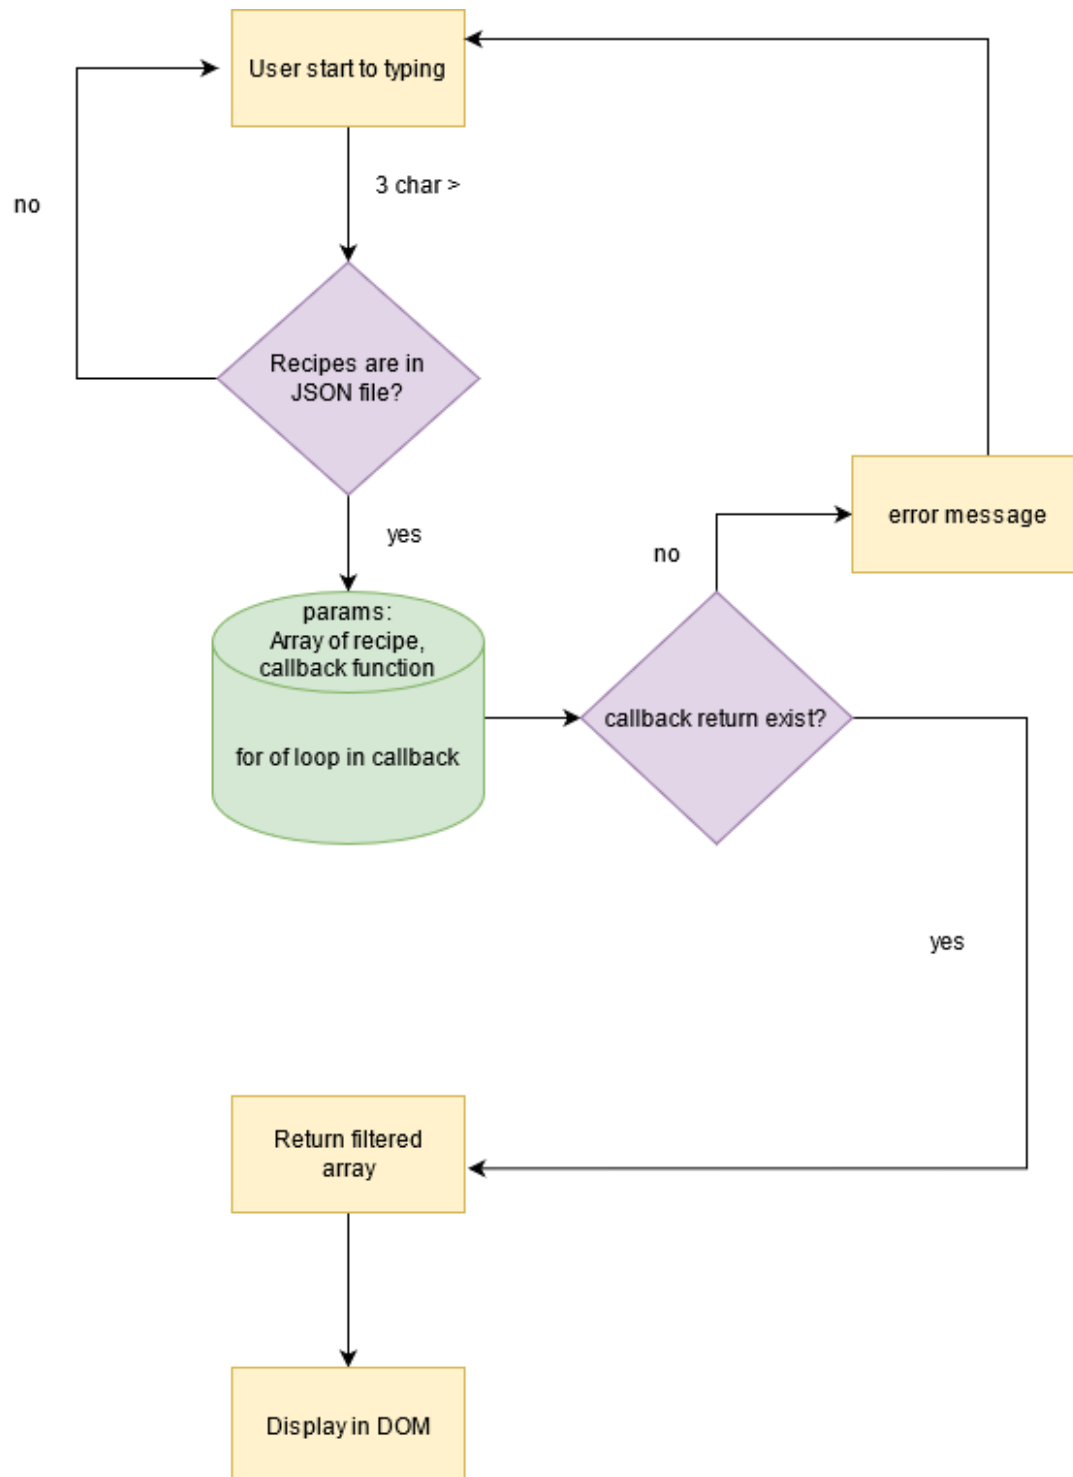 User start to typing
3 char >
no
Recipes are in
JSON file?
yes
params:
Array of recipe,
callback function
for of loop in callback
callback return exist?
no
error message
yes
Return filtered
array
Display in DOM